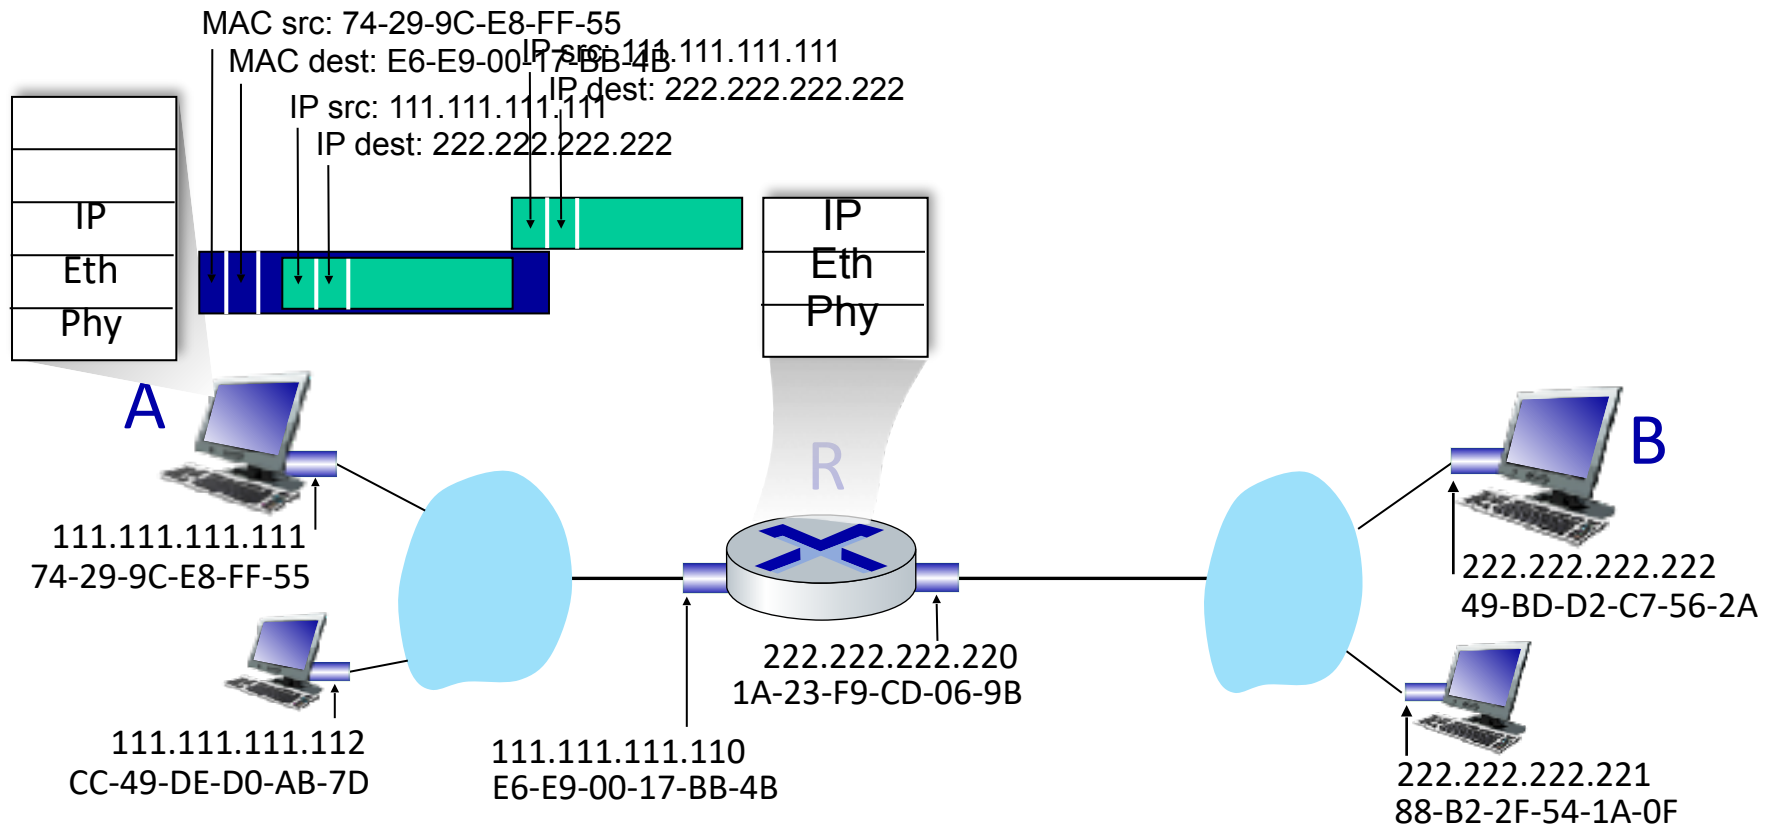 MAC src: 74-29-9C-E8-FF-55
MAC dest: E6-E9-00-17-BB-4B
IP src: 111.111.111.111
IP dest: 222.222.222.222
IP src: 111.111.111.111
IP dest: 222.222.222.222
IP
Eth
Phy
IP
Eth
Phy
A
R
B
111.111.111.111
74-29-9C-E8-FF-55
111.111.111.112
CC-49-DE-D0-AB-7D
111.111.111.110
E6-E9-00-17-BB-4B
222.222.222.220
1A-23-F9-CD-06-9B
222.222.222.222
49-BD-D2-C7-56-2A
222.222.222.221
88-B2-2F-54-1A-0F